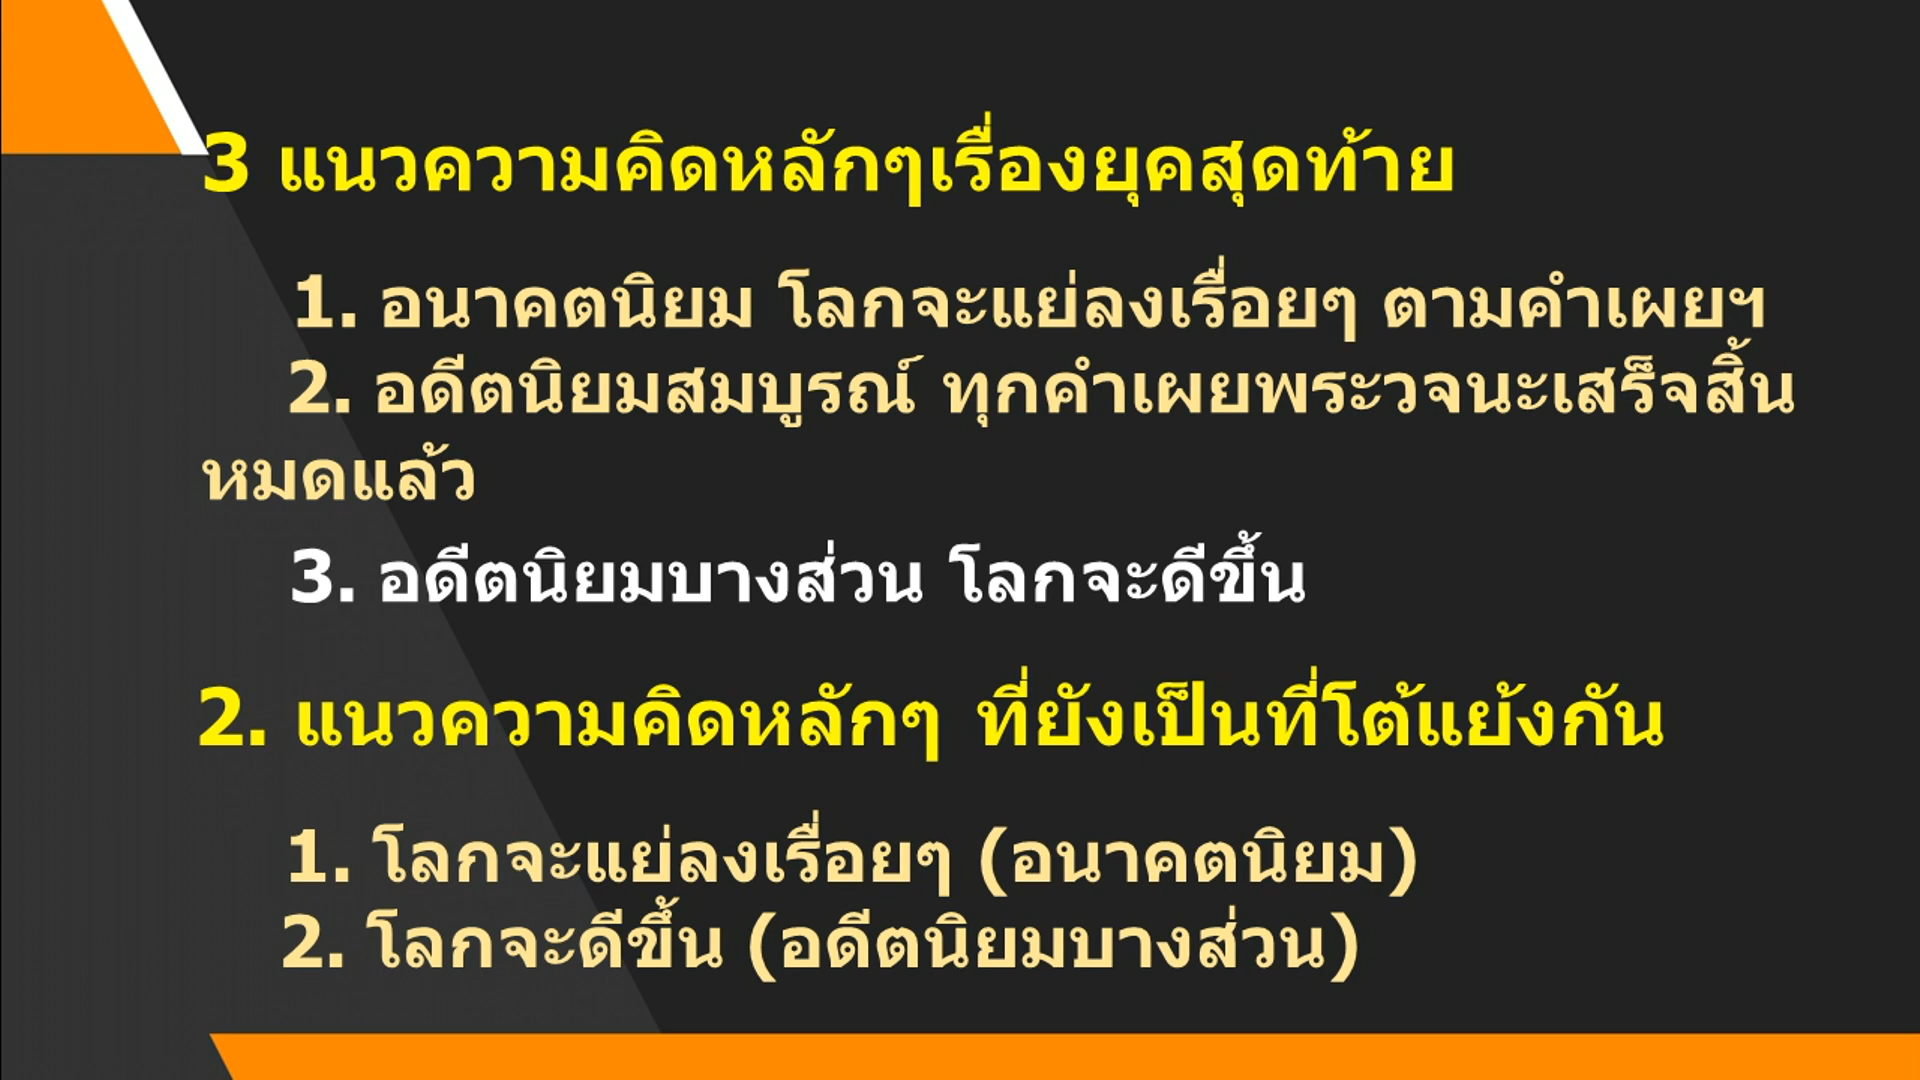 3 แนวความคิดหลักๆเรื่องยุคสุดท้าย
1. อนาคตนิยม โลกจะแย่ลงเรื่อยๆ ตามคำเผยฯ
2. อดีตนิยมสมบูรณ์ ทุกคำเผยพระวจนะเสร็จสิ้น
หมดแล้ว
3. อดีตนิยมบางส่วน โลกจะดีขึ้น
2. แนวความคิดหลักๆ ที่ยังเป็นที่โต้แย้งกัน
1. โลกจะแย่ลงเรื่อยๆ (อนาคตนิยม)
2. โลกจะดีขึ้น (อดีตนิยมบางส่วน)